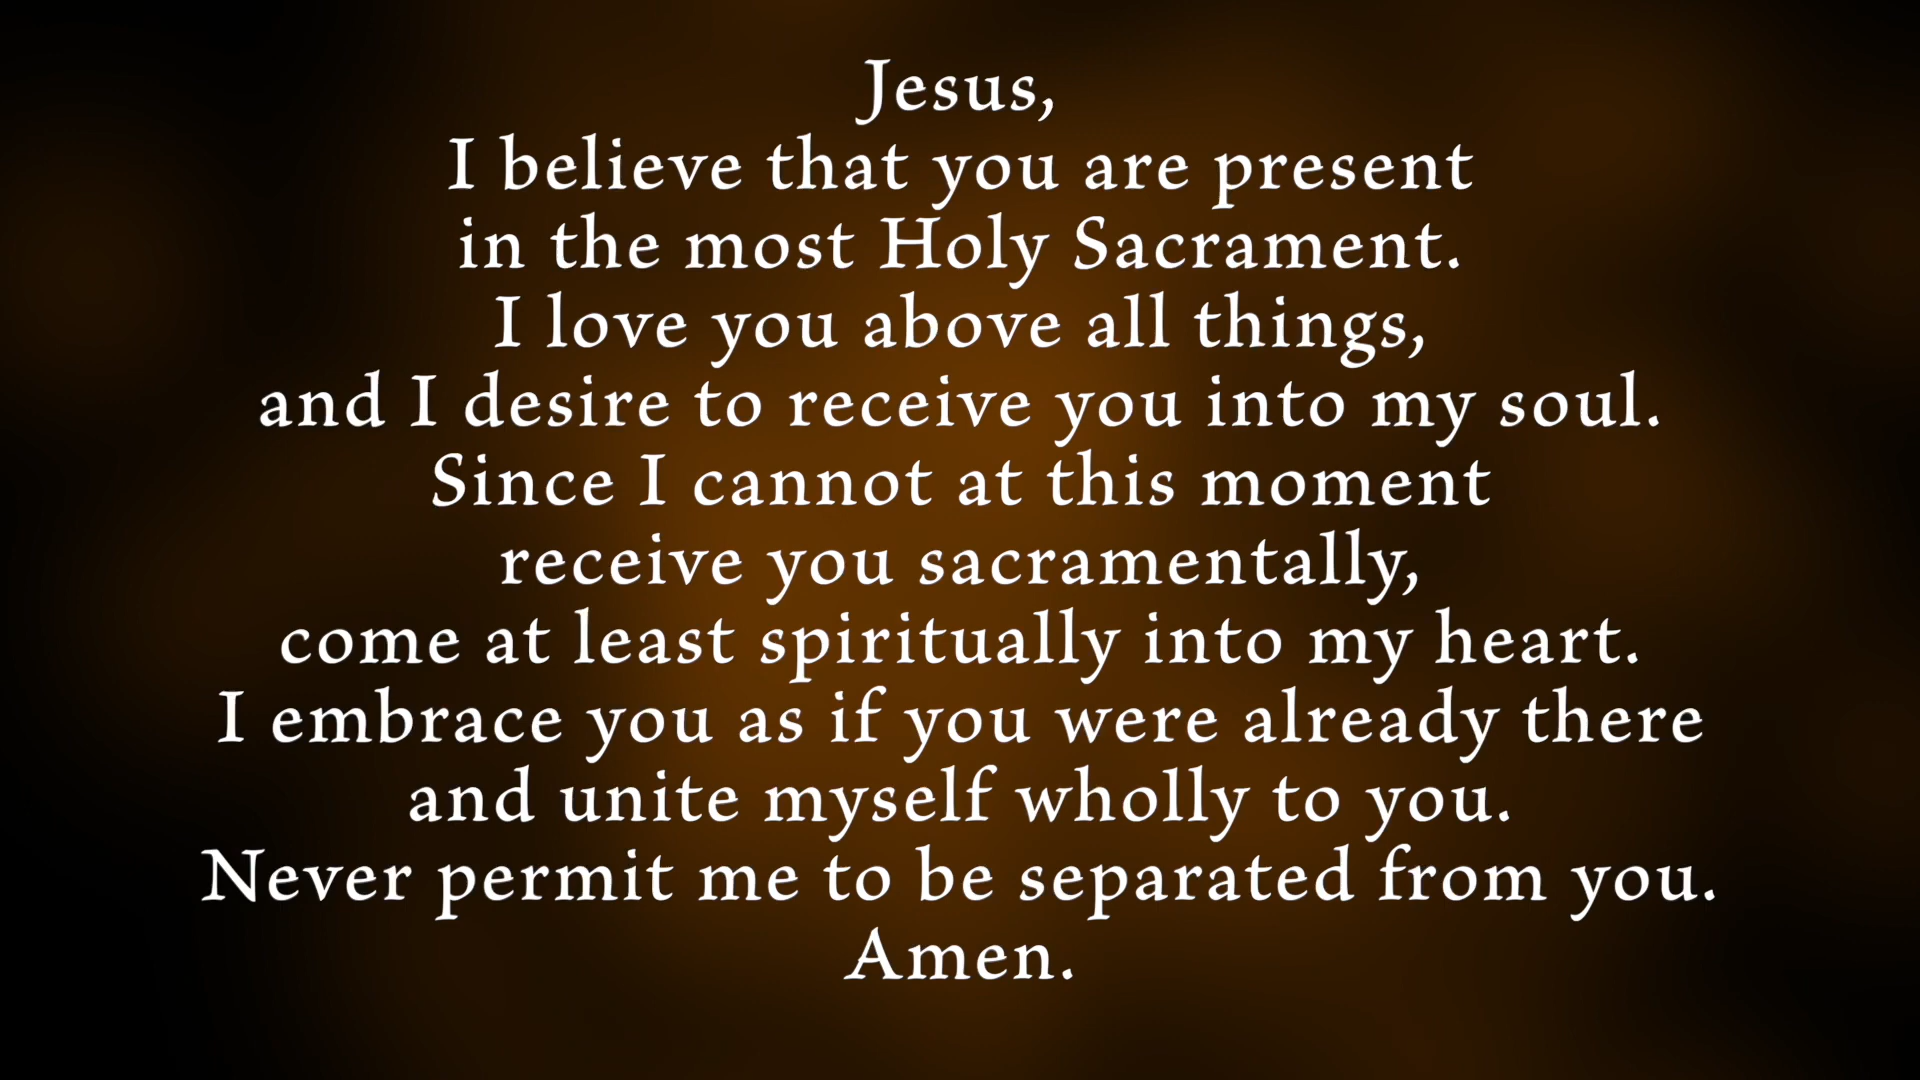 Jesus,
I believe that you are present
in the most Holy Sacrament.
I love you above all things,
and I desire to receive you into my soul.
Since I cannot at this moment
receive you sacramentally,
come at least spiritually into my heart.
I embrace you as if you were already there
and unite myself wholly to you.
Never permit me to be separated from you.
Amen.